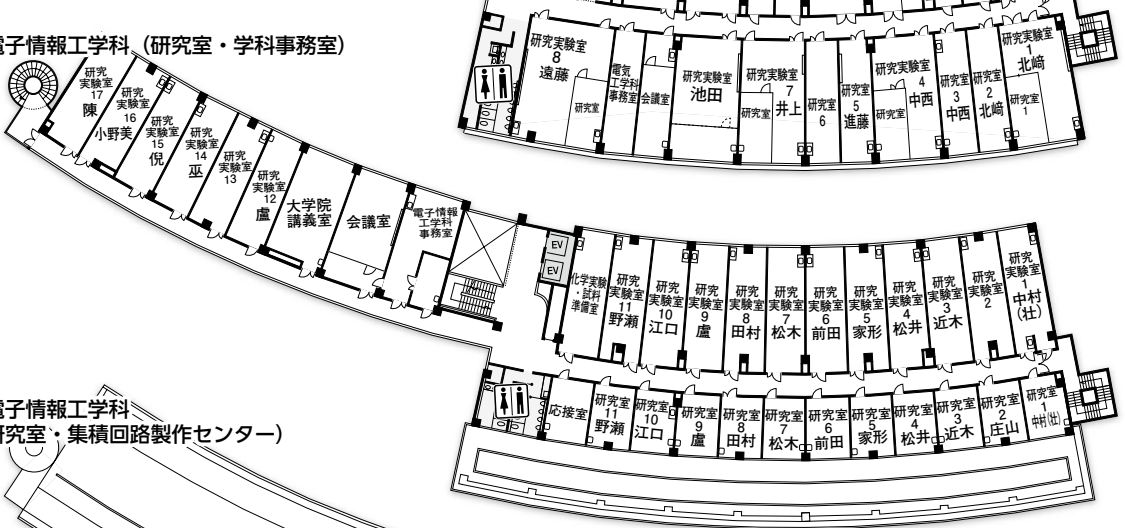 電子情報工学科(研究室・学科事務室)
研究実験室
8
遠藤
研究室
電気
工学科
事務室
会議室
研究実験室
池田
研究実験室
7
井上
研究室
研究室
6
研究室
5
進藤
研究実験室
4
中西
研究室
研究室
3
中西
研究室
2
北﨑
研究実験室
1
北﨑
研究室
1
研究
実験室
17
陳
研究
実験室
16
小野美
研究
実験室
15
倪
研究
実験室
14
巫
研究
実験室
13
研究
実験室
12
盧
大学院
講義室
会議室
電子情報
工学科
事務室
EV
EV
化学実験
・試料
準備室
研究
実験室
11
野瀬
研究
実験室
10
江口
研究
実験室
9
盧
研究
実験室
8
田村
研究
実験室
7
松木
研究
実験室
6
前田
研究
実験室
5
家形
研究
実験室
4
松井
研究
実験室
3
近木
研究
実験室
2
研究
実験室
1
中村
(壮)
応接室
研究室
11
野瀬
研究室
10
江口
研究室
9
盧
研究室
8
田村
研究室
7
松木
研究室
6
前田
研究室
5
家形
研究室
4
松井
研究室
3
近木
研究室
2
庄山
研究室
1
中村(壮)
電子情報工学科
研究室・集積回路製作センター)